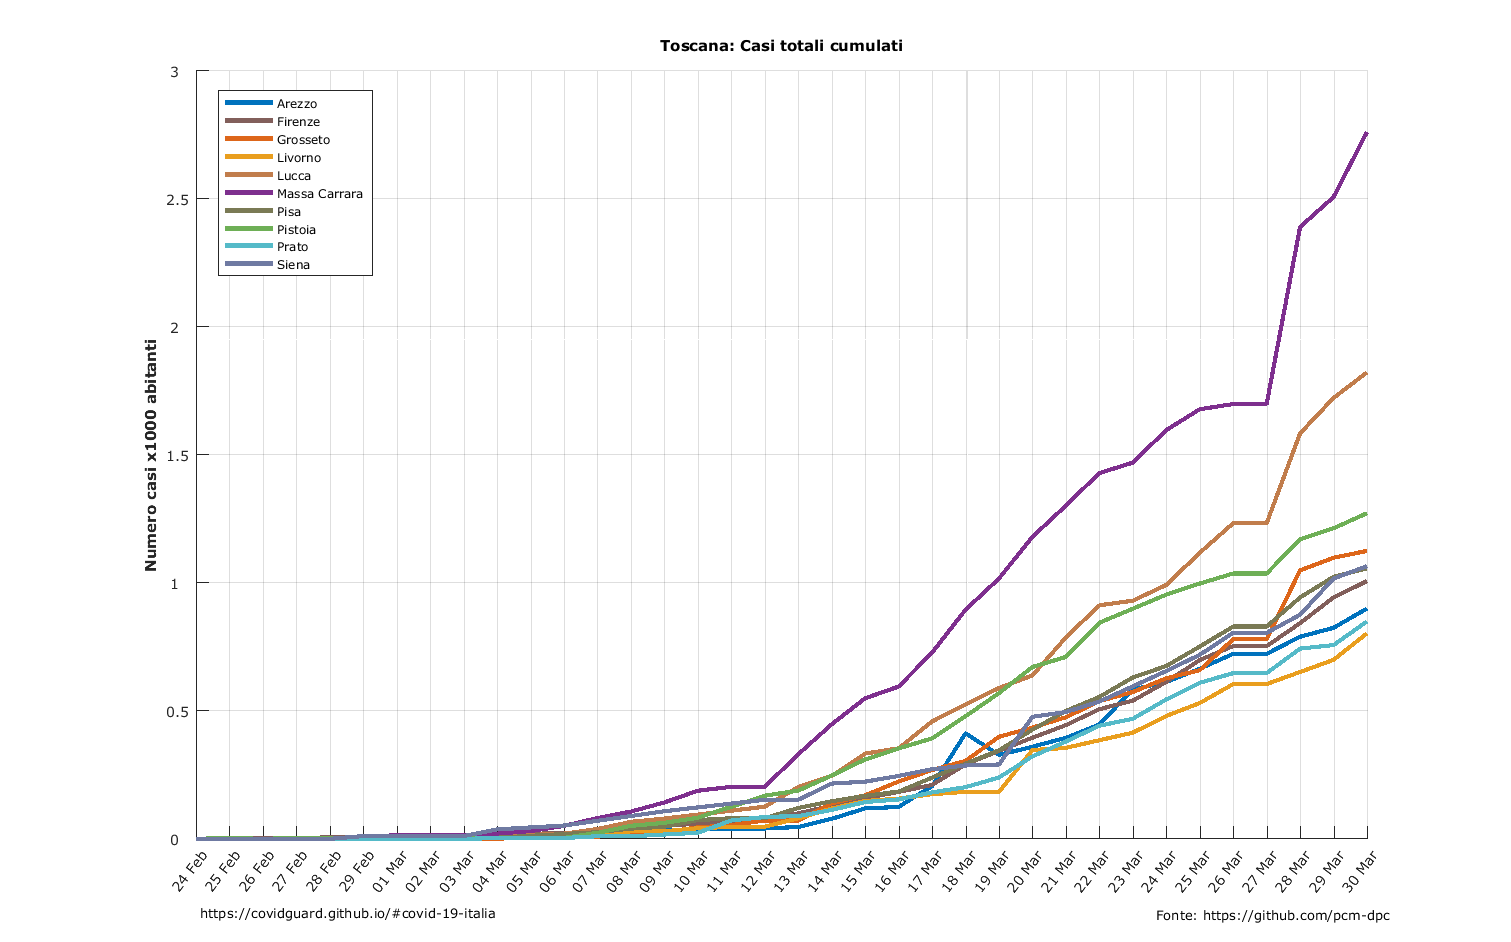 Toscana: Casi totali cumulati
3
2.5
2
1.5
1
0.5
0
Numero casi x1000 abitanti
Arezzo
Firenze
Grosseto
Livorno
Lucca
Massa Carrara
Pisa
Pistoia
Prato
Siena
24 Feb
25 Feb
26 Feb
27 Feb
28 Feb
29 Feb
01 Mar
02 Mar
03 Mar
04 Mar
05 Mar
06 Mar
07 Mar
08 Mar
09 Mar
10 Mar
11 Mar
12 Mar
13 Mar
14 Mar
15 Mar
16 Mar
17 Mar
18 Mar
19 Mar
20 Mar
21 Mar
22 Mar
23 Mar
24 Mar
25 Mar
26 Mar
27 Mar
28 Mar
29 Mar
30 Mar
https://covidguard.github.io/#covid-19-italia
Fonte: https://github.com/pcm-dpc